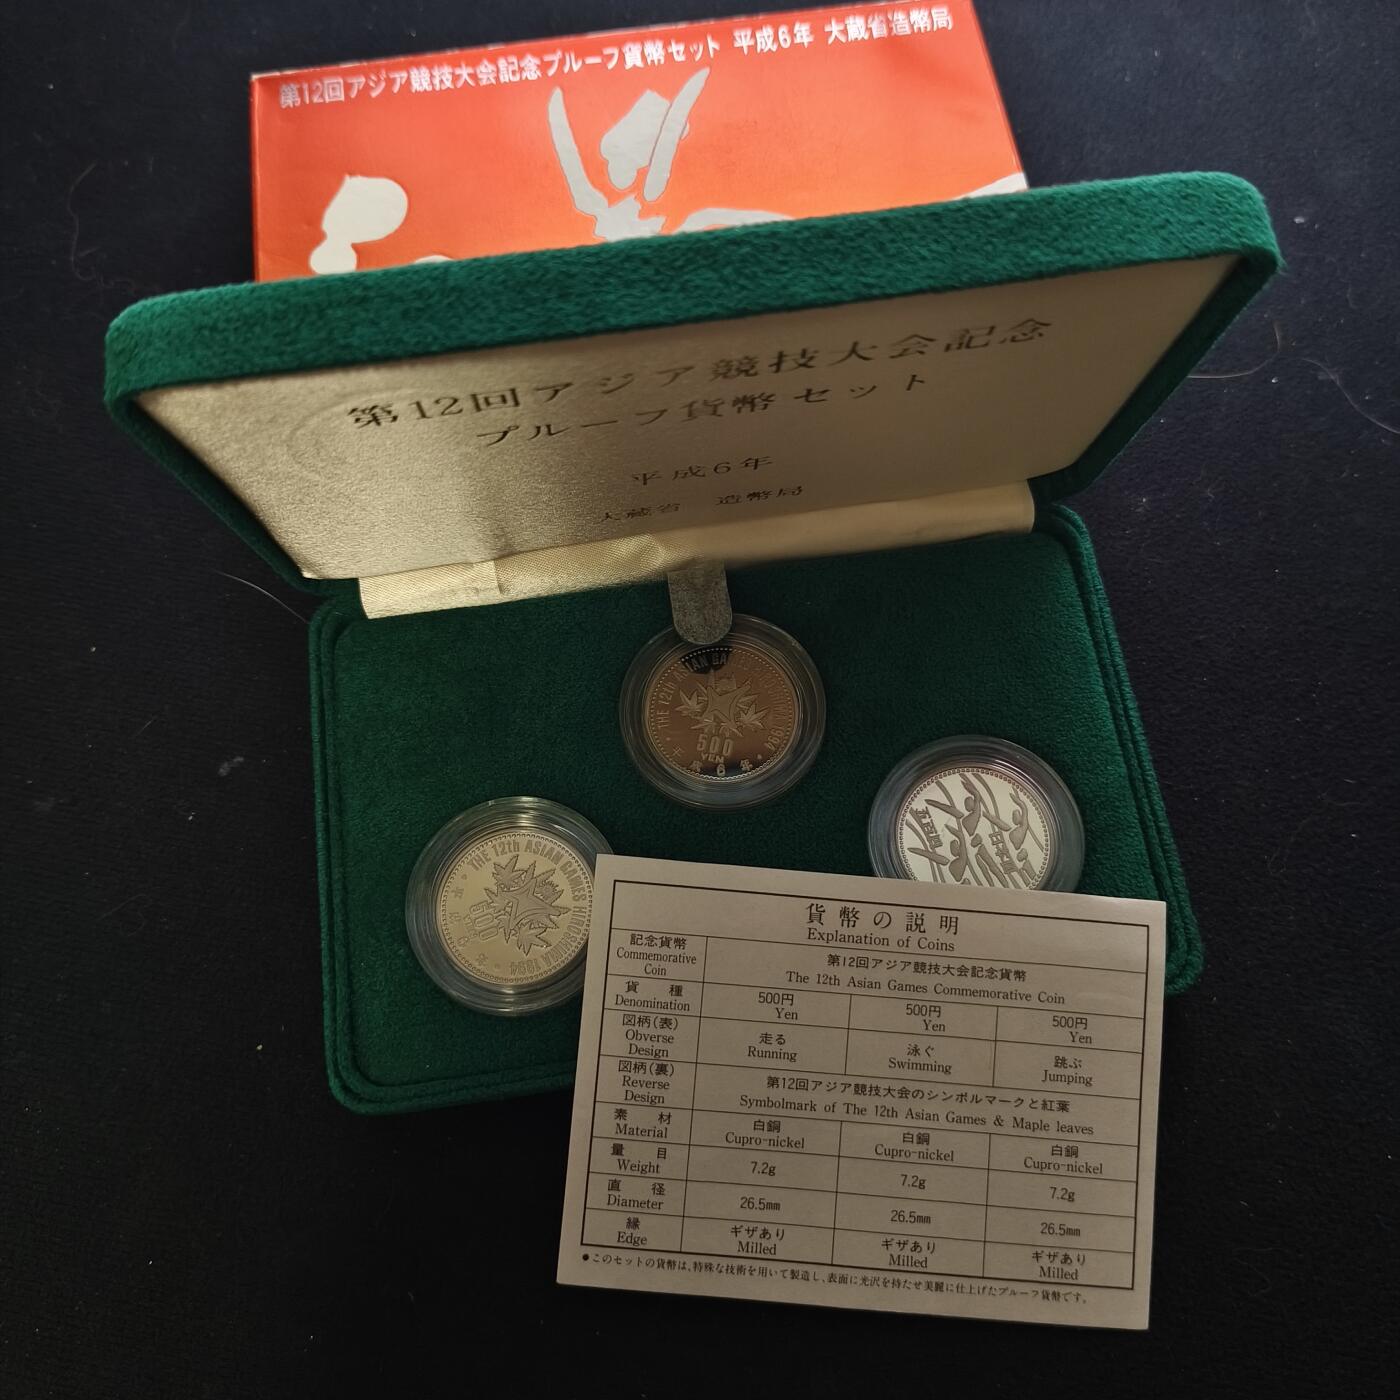 第12回アジア競技大会記念プルーフ貨幣セット 平成6年 大蔵省造幣局
第12回アジア競技大会記念
プルーフ貨幣セット
平成6年
大蔵省 造幣局
THE 12th ASIAN GA
1994
500
YEN
6年
THE 12th ASIAN GAMES HIROSHIMA 1994
500
五百円
日本国
貨幣の説明
Explanation of Coins
記念貨幣
Commemorative
Coin
第12回アジア競技大会記念貨幣
The 12th Asian Games Commemorative Coin
貨種
Denomination
500円
Yen
500円
Yen
500円
Yen
図柄(表)
Obverse
Design
走る
Running
泳ぐ
Swimming
跳ぶ
Jumping
図柄(裏)
Reverse
Design
第12回アジア競技大会のシンボルマークと紅葉
Symbolmark of The 12th Asian Games & Maple leaves
素材
Material
白銅
Cupro-nickel
白銅
Cupro-nickel
白銅
Cupro-nickel
量目
Weight
7.2g
7.2g
7.2g
直径
Diameter
26.5mm
26.5mm
26.5mm
縁
Edge
ギザあり
Milled
ギザあり
Milled
ギザあり
Milled
●このセットの貨幣は、特殊な技術を用いて製造し、表面に光沢を持たせ美麗に仕上げたプルーフ貨幣です。